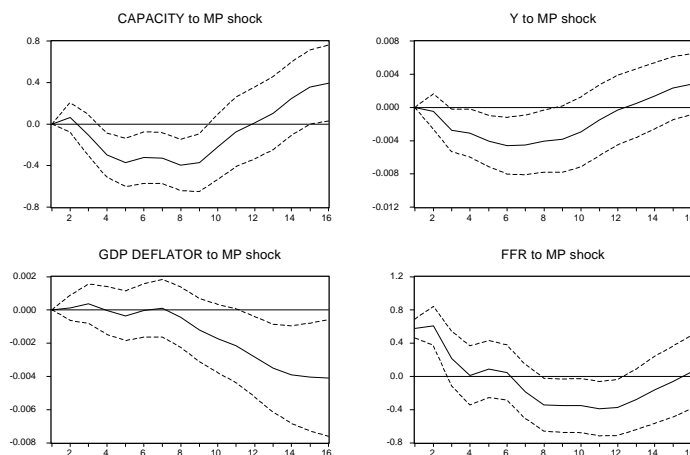 CAPACITY to MP shock
0.8
0.4
0.0
-0.4
-0.8
2 4 6 8 10 12 14 16
Y to MP shock
0.008
0.004
0.000
-0.004
-0.008
-0.012
2 4 6 8 10 12 14 16
GDP DEFLATOR to MP shock
0.002
0.000
-0.002
-0.004
-0.006
-0.008
2 4 6 8 10 12 14 16
FFR to MP shock
1.2
0.8
0.4
0.0
-0.4
-0.8
2 4 6 8 10 12 14 16